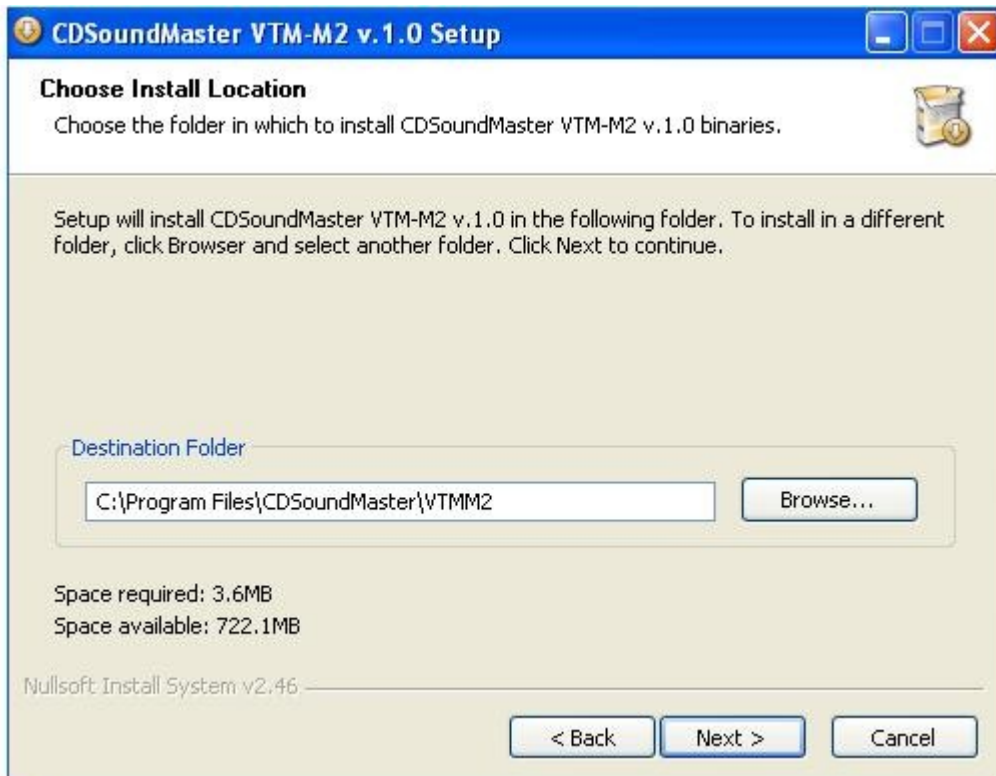 CDSoundMaster VTM-M2 v.1.0 Setup
Choose Install Location
Choose the folder in which to install CDSoundMaster VTM-M2 v.1.0 binaries.
Setup will install CDSoundMaster VTM-M2 v.1.0 in the following folder. To install in a different
folder, click Browser and select another folder. Click Next to continue.
Destination Folder
C:\Program Files\CDSoundMaster\VTMM2
Browse...
Space required: 3.6MB
Space available: 722.1MB
Nullsoft Install System v2.46
< Back
Next >
Cancel